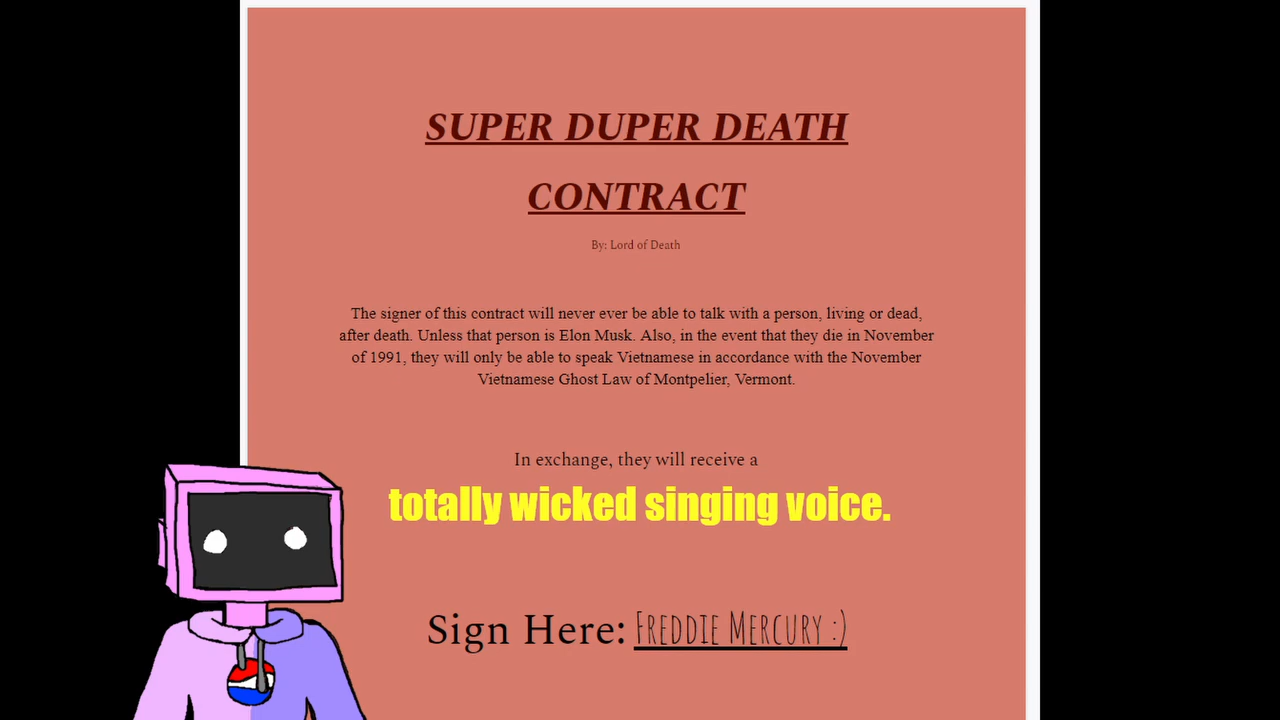 SUPER DUPER DEATH
CONTRACT
By: Lord of Death
The signer of this contract will never ever be able to talk with a person, living or dead,
after death. Unless that person is Elon Musk. Also, in the event that they die in November
of 1991, they will only be able to speak Vietnamese in accordance with the November
Vietnamese Ghost Law of Montpelier, Vermont.
In exchange, they will receive a
totally wicked singing voice.
Sign Here: FREDDIE MERCURY :)